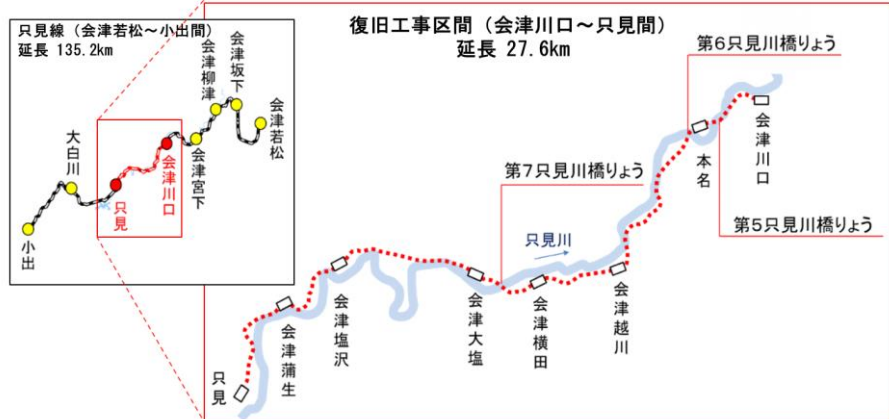 只見線（会津若松～小出間）
延長 135.2km
会津若松
会津坂下
会津柳津
会津宮下
会津川口
只見
大白川
小出
復旧工事区間（会津川口～只見間）
延長 27.6km
第6只見川橋りょう
会津川口
本名
第5只見川橋りょう
第7只見川橋りょう
只見川
会津越川
会津横田
会津大塩
会津塩沢
会津蒲生
只見